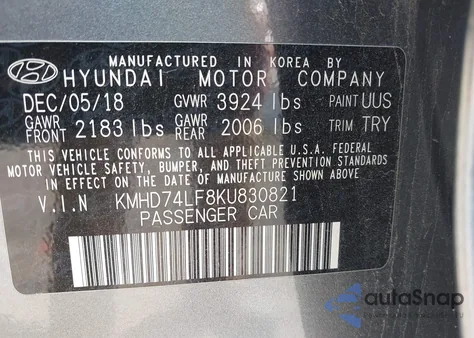 MANUFACTURED IN KOREA BY
HYUNDAI MOTOR COMPANY
DEC/05/18 GVWR 3924 lbs PAINT UUS
GAWR FRONT 2183 lbs GAWR REAR 2006 lbs TRIM TRY
THIS VEHICLE CONFORMS TO ALL APPLICABLE U.S.A. FEDERAL
MOTOR VEHICLE SAFETY, BUMPER, AND THEFT PREVENTION STANDARDS
IN EFFECT ON THE DATE OF MANUFACTURE SHOWN ABOVE.
V.I.N KMHD74LF8KU830821
PASSENGER CAR
autoSnap